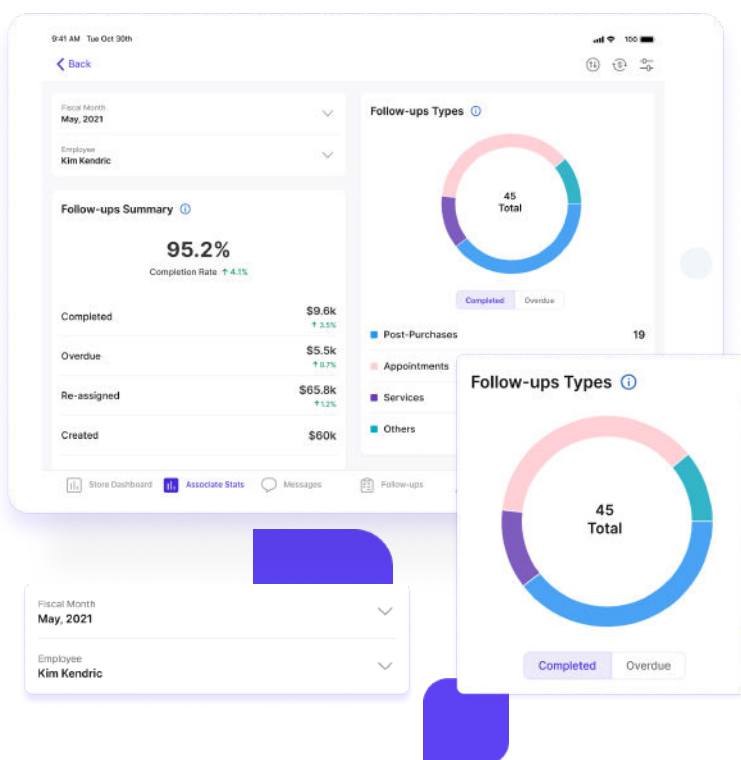 9:41 AM Tue Oct 30th
100
Back
Fiscal Month
May, 2021
Employee
Kim Kendric
Follow-ups Summary
95.2%
Completion Rate ↑ 4.1%
Completed $9.6k
↑ 3.5%
Overdue $5.5k
↑ 0.7%
Re-assigned $65.8k
↑ 1.2%
Created $60k
Follow-ups Types
45
Total
Completed Overdue
Post-Purchases 19
Appointments
Services
Others
Store Dashboard Associate Stats Messages Follow-ups
Follow-ups Types
45
Total
Completed Overdue
Fiscal Month
May, 2021
Employee
Kim Kendric